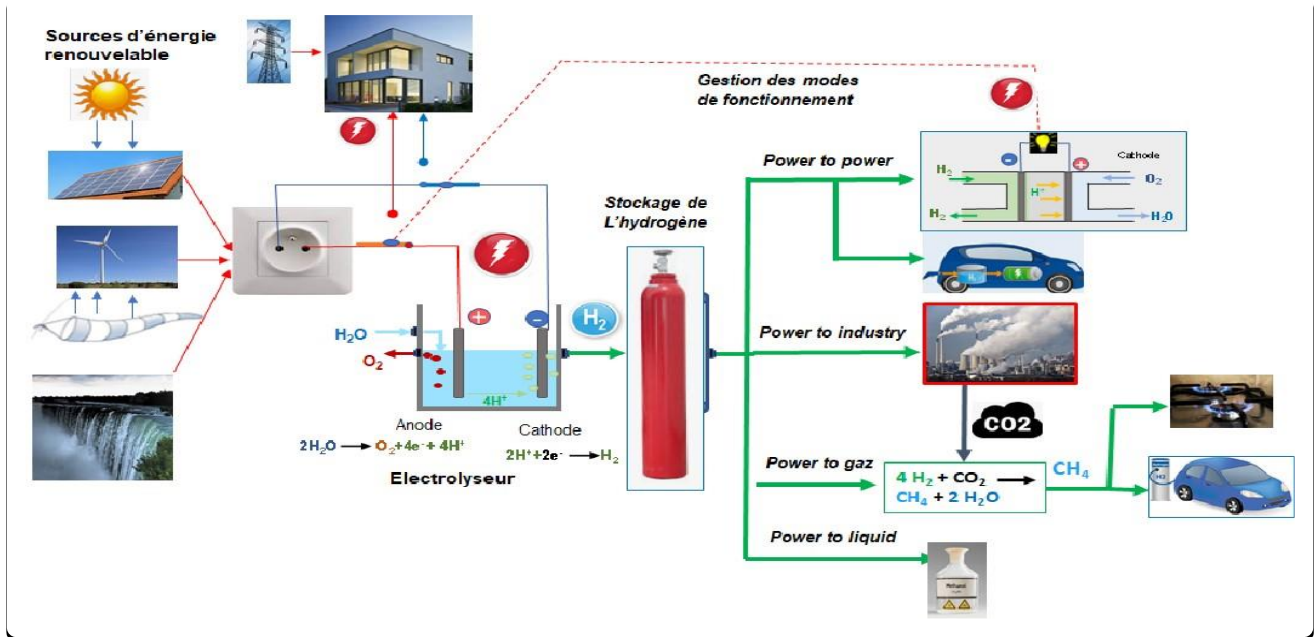 Sources d'énergie
renouvelable
Gestion des modes
de fonctionnement
Power to power
Cathode
H₂
O₂
H⁺
H₂
H₂O
Stockage de
L'hydrogène
H₂O
O₂
H₂
4H⁺
Anode
Cathode
2H₂O → O₂+4e⁻+ 4H⁺
2H⁺+2e⁻ → H₂
Electrolyseur
Power to industry
CO2
Power to gaz
4 H₂ + CO₂ →
CH₄ + 2 H₂O
CH₄
Power to liquid
Methanol